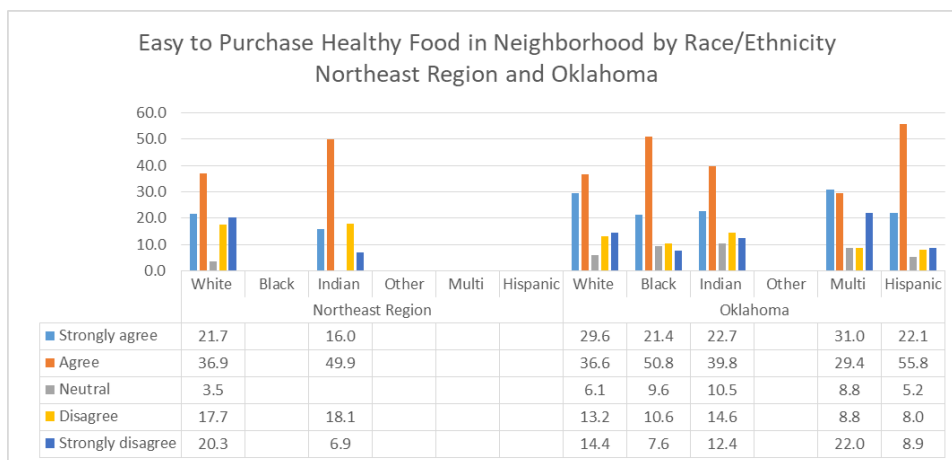 Easy to Purchase Healthy Food in Neighborhood by Race/Ethnicity
Northeast Region and Oklahoma
60.0
50.0
40.0
30.0
20.0
10.0
0.0
White Black Indian Other Multi Hispanic White Black Indian Other Multi Hispanic
Northeast Region Oklahoma
Strongly agree 21.7 16.0 29.6 21.4 22.7 31.0 22.1
Agree 36.9 49.9 36.6 50.8 39.8 29.4 55.8
Neutral 3.5 6.1 9.6 10.5 8.8 5.2
Disagree 17.7 18.1 13.2 10.6 14.6 8.8 8.0
Strongly disagree 20.3 6.9 14.4 7.6 12.4 22.0 8.9